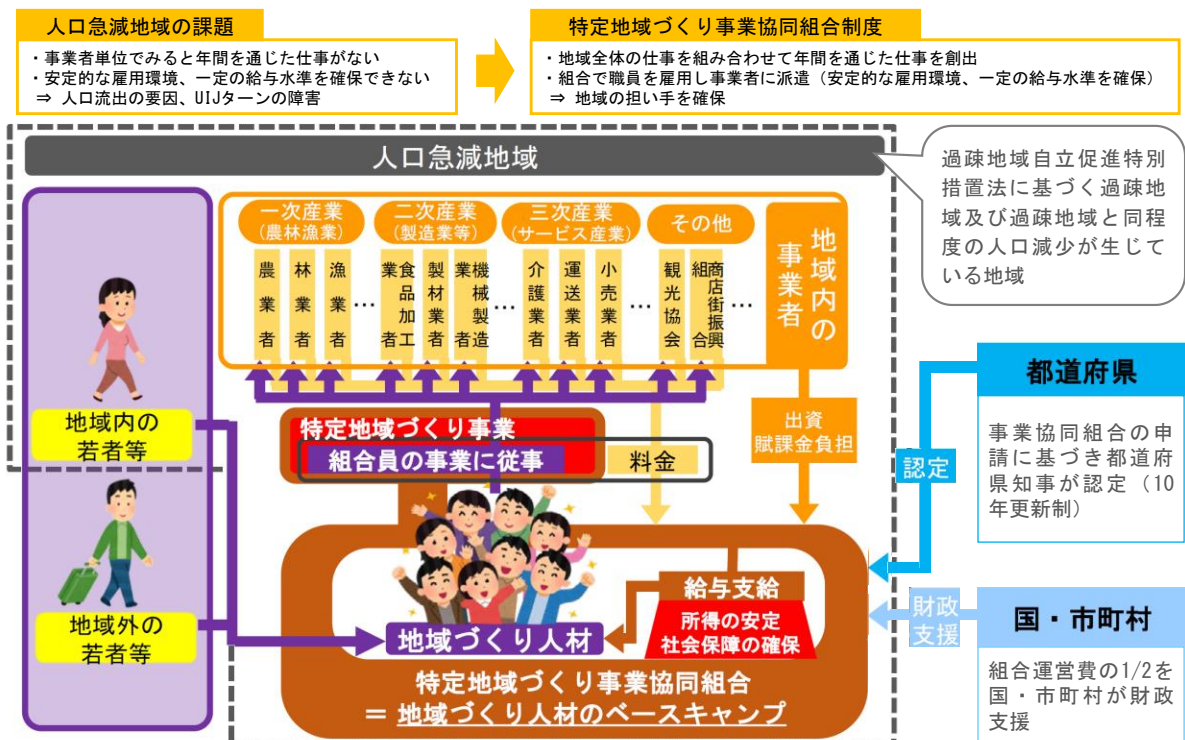 人口急減地域の課題
・事業者単位でみると年間を通じた仕事がない
・安定的な雇用環境、一定の給与水準を確保できない
⇒ 人口流出の要因、UIJターンの障害
特定地域づくり事業協同組合制度
・地域全体の仕事を組み合わせて年間を通じた仕事を創出
・組合で職員を雇用し事業者に派遣（安定的な雇用環境、一定の給与水準を確保）
⇒ 地域の担い手を確保
人口急減地域
過疎地域自立促進特別
措置法に基づく過疎地
域及び過疎地域と同程
度の人口減少が生じて
いる地域
一次産業
（農林漁業）
二次産業
（製造業等）
三次産業
（サービス産業）
その他
地域内の
事業者
農業者
林業者
漁業者
…
食品加工
業者
製材業者
機械製造
業者
…
介護業者
運送業者
小売業者
…
観光協会
商店街振興
組合
…
地域内の
若者等
地域外の
若者等
特定地域づくり事業
組合員の事業に従事
料金
出資
賦課金負担
認定
都道府県
事業協同組合の申
請に基づき都道府
県知事が認定（10
年更新制）
給与支給
所得の安定
社会保障の確保
地域づくり人材
特定地域づくり事業協同組合
＝ 地域づくり人材のベースキャンプ
財政
支援
国・市町村
組合運営費の1/2を
国・市町村が財政
支援